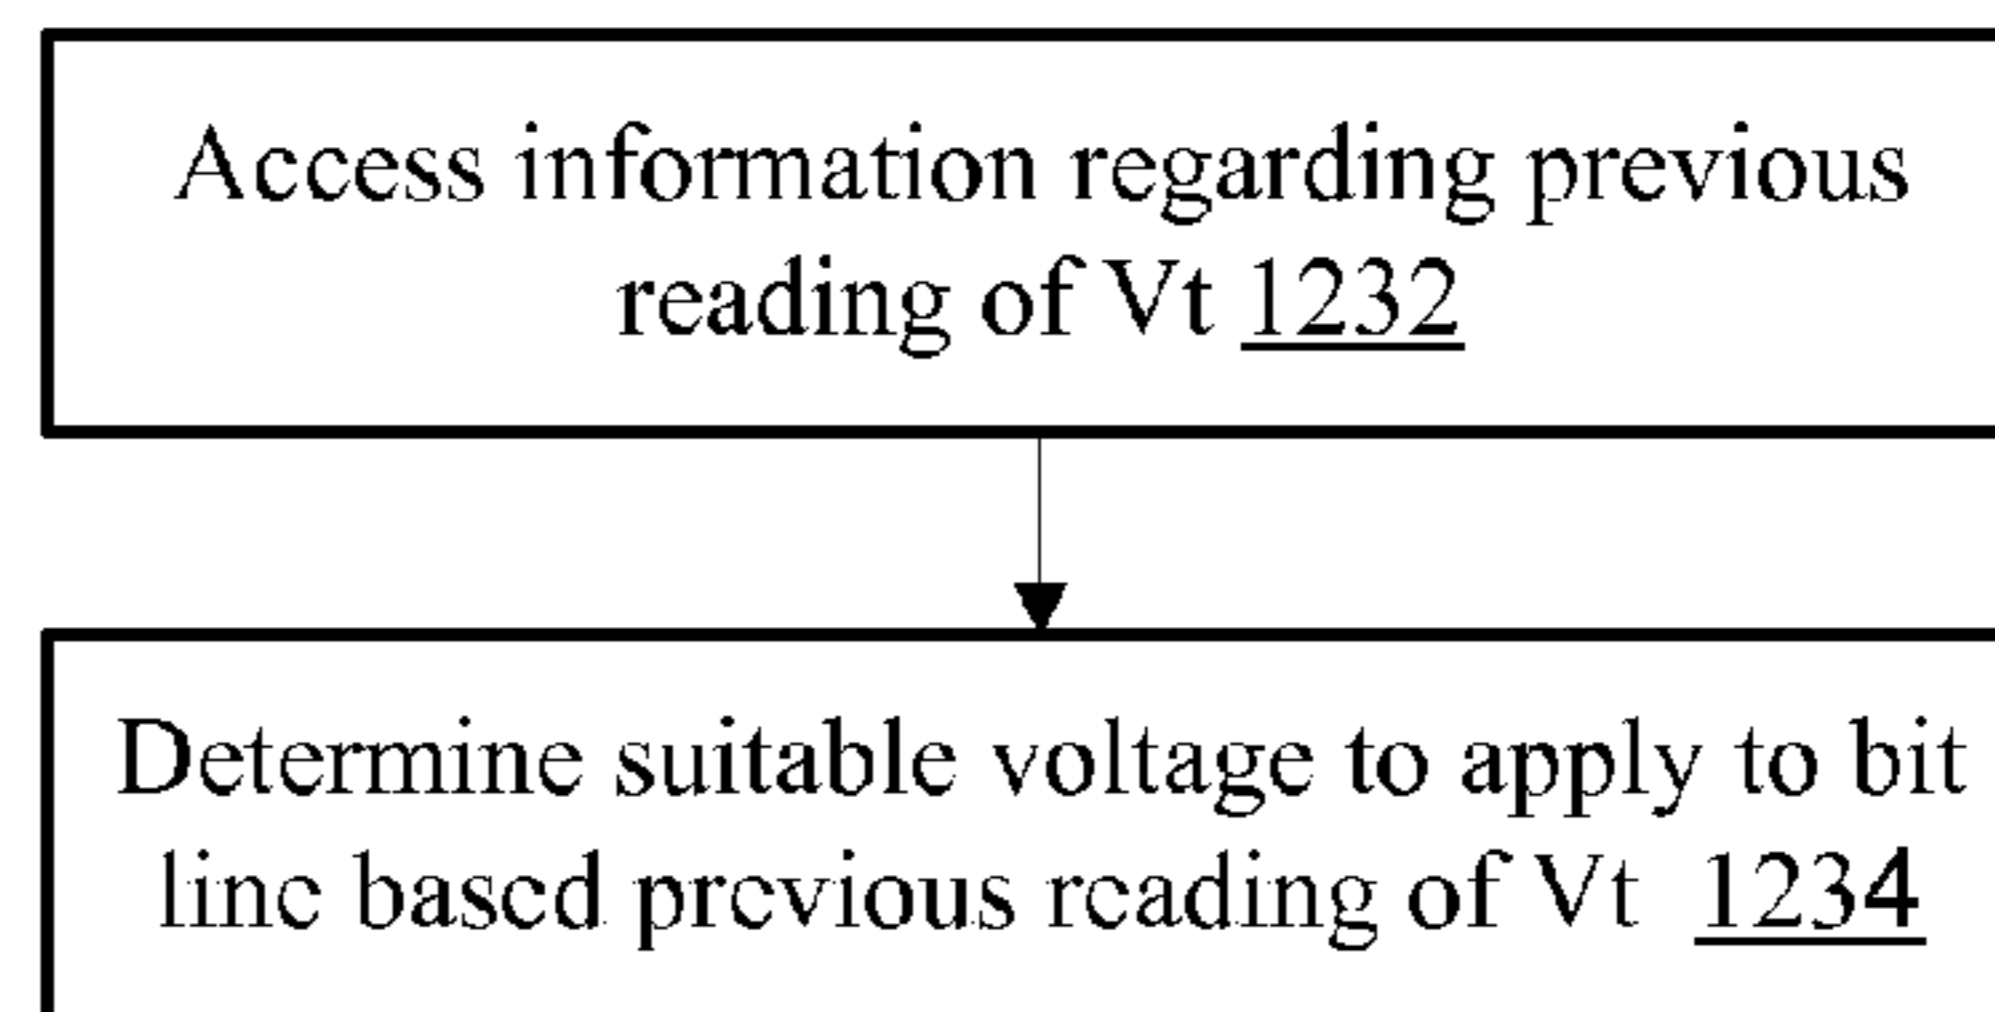 Access information regarding previous
reading of Vt 1232
Determine suitable voltage to apply to bit
line based previous reading of Vt 1234